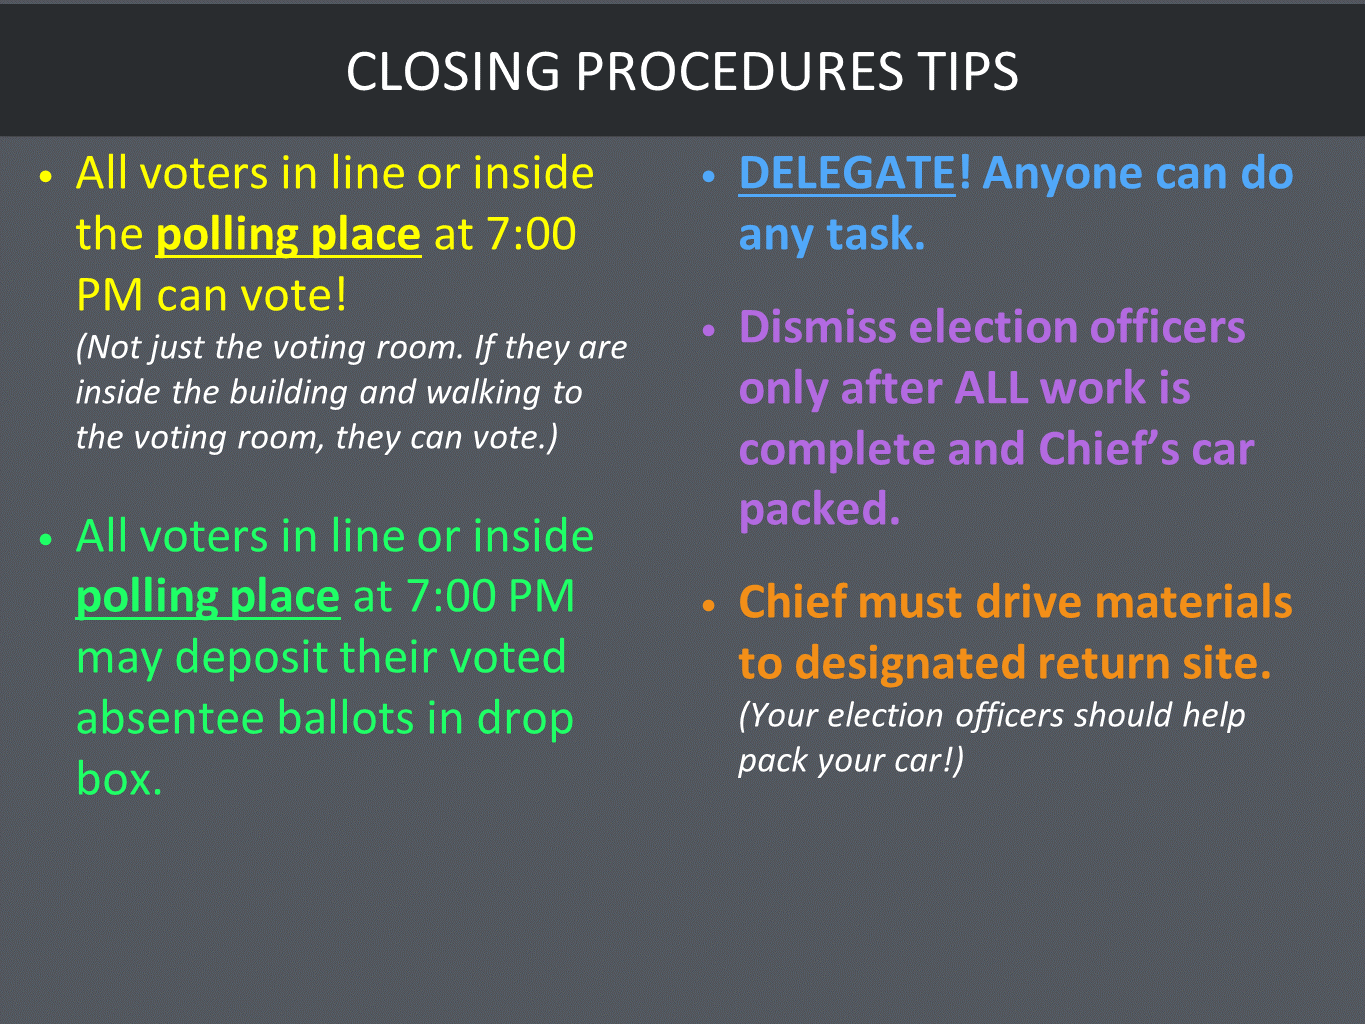 CLOSING PROCEDURES TIPS
• All voters in line or inside
the polling place at 7:00
PM can vote!
(Not just the voting room. If they are
inside the building and walking to
the voting room, they can vote.)
• All voters in line or inside
polling place at 7:00 PM
may deposit their voted
absentee ballots in drop
box.
• DELEGATE! Anyone can do
any task.
• Dismiss election officers
only after ALL work is
complete and Chief’s car
packed.
• Chief must drive materials
to designated return site.
(Your election officers should help
pack your car!)